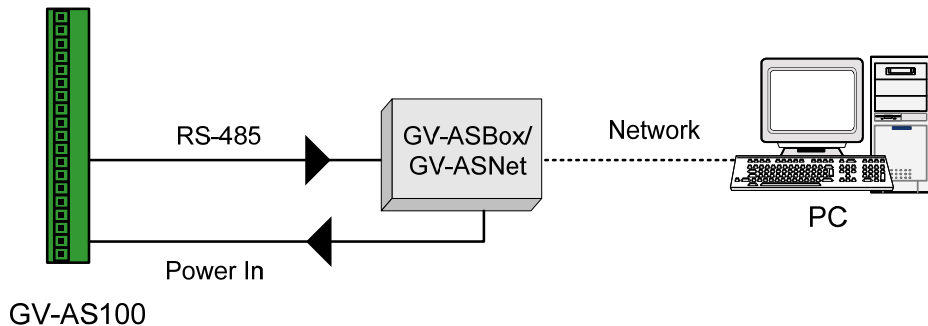 RS-485
GV-ASBox/
GV-ASNet
Network
PC
Power In
GV-AS100